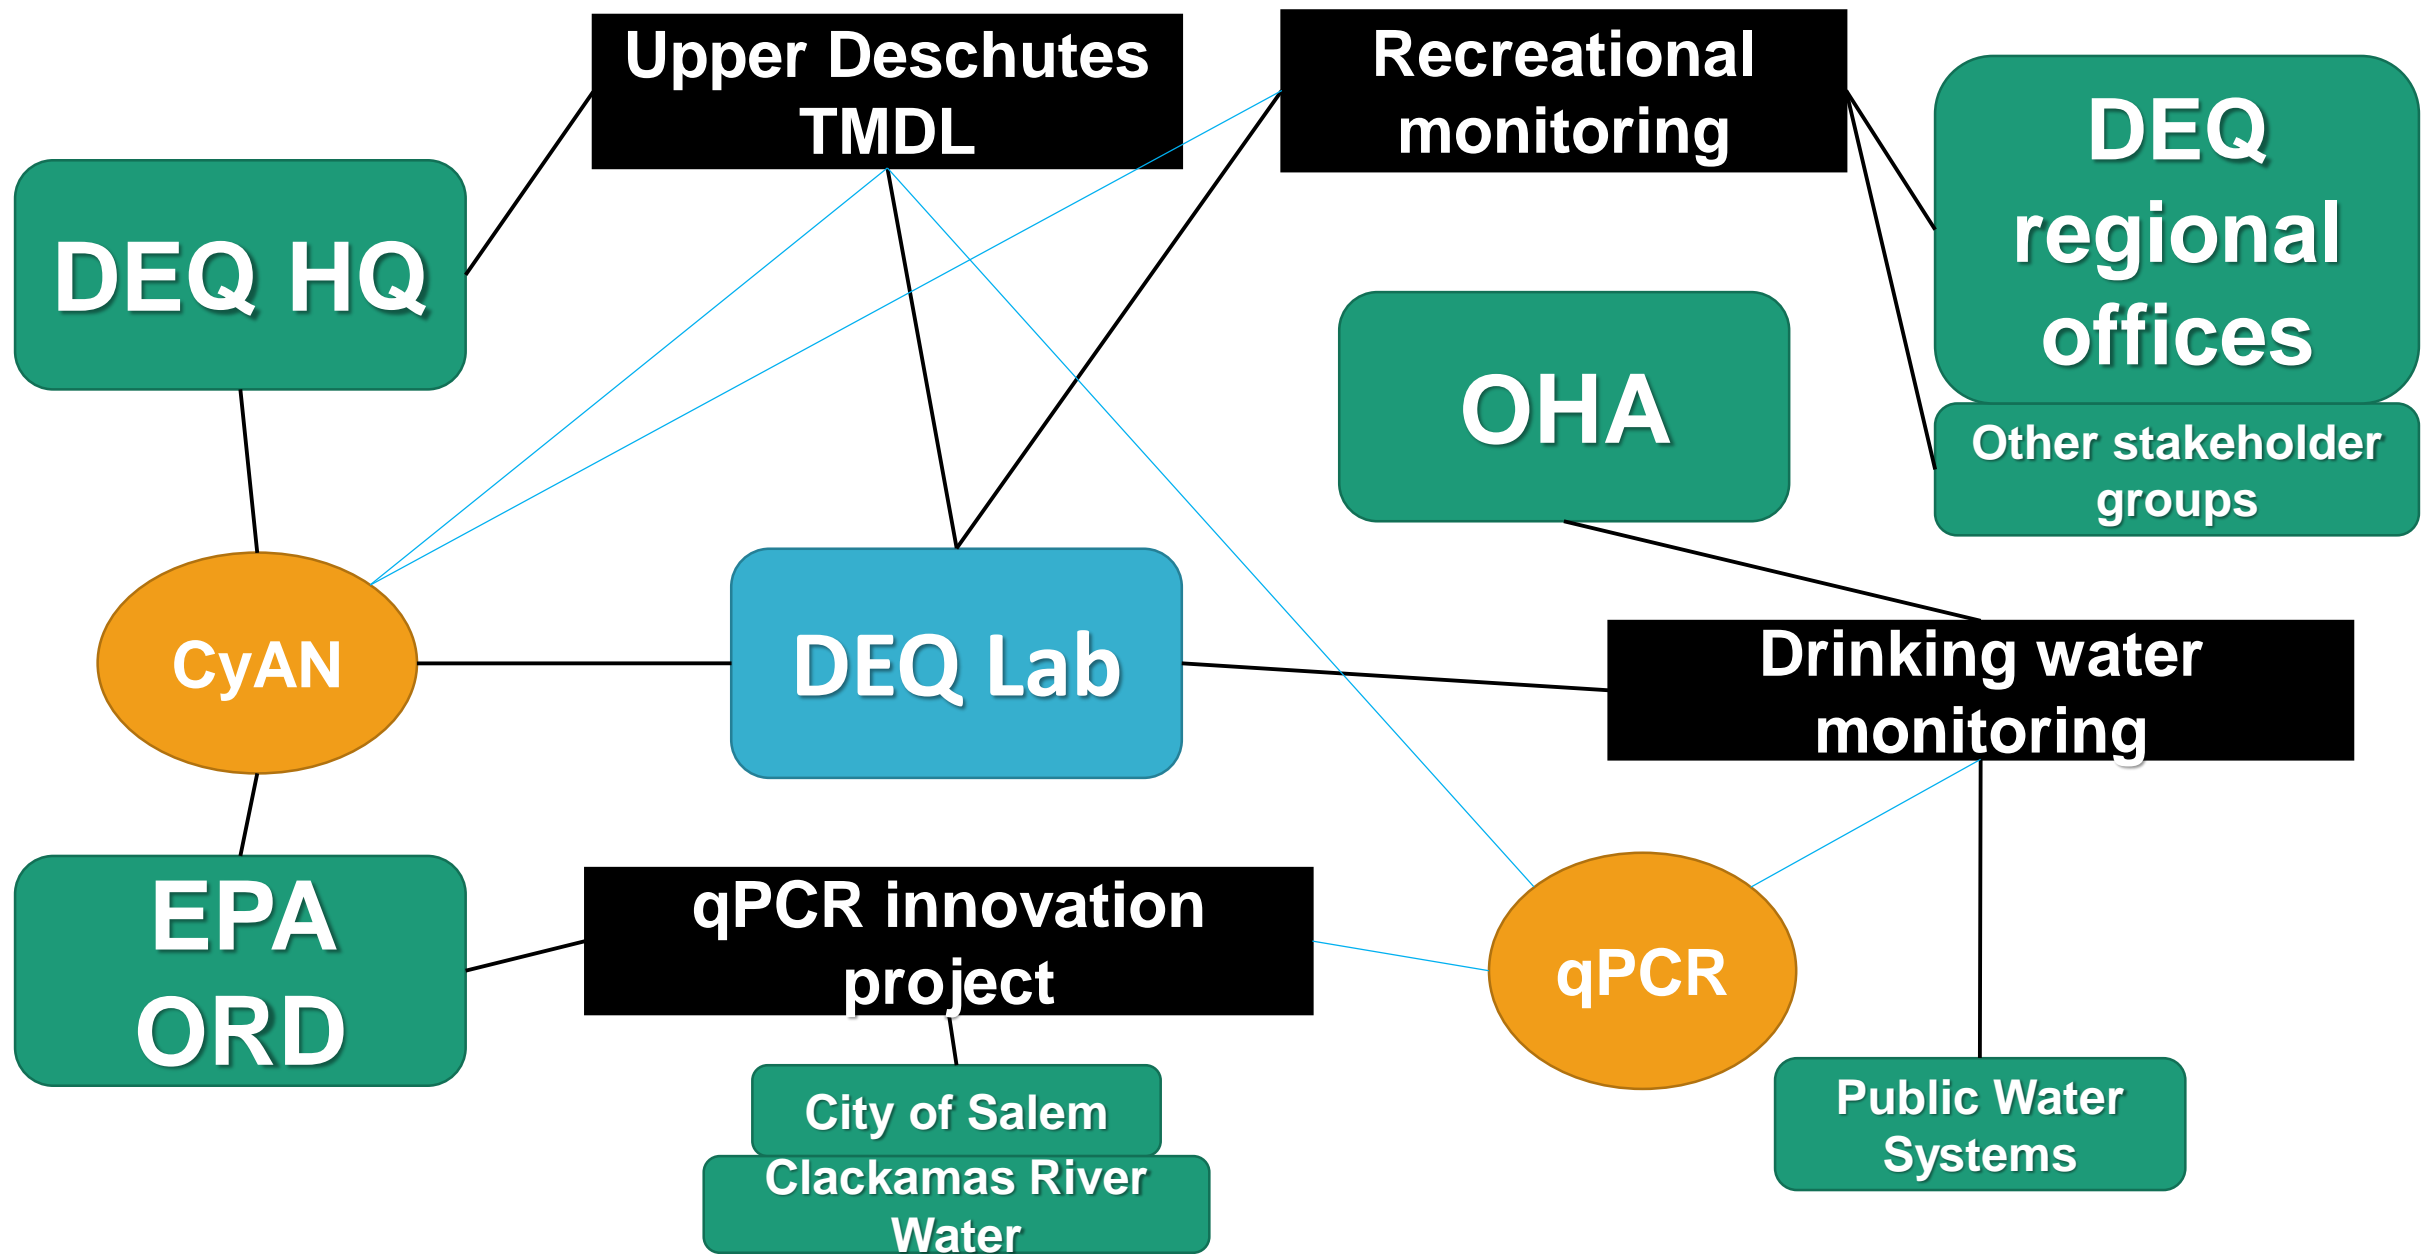 Upper Deschutes
TMDL
Recreational
monitoring
DEQ
regional
offices
DEQ HQ
OHA
Other stakeholder
groups
CyAN
DEQ Lab
Drinking water
monitoring
EPA
ORD
qPCR innovation
project
qPCR
City of Salem
Clackamas River
Water
Public Water
Systems